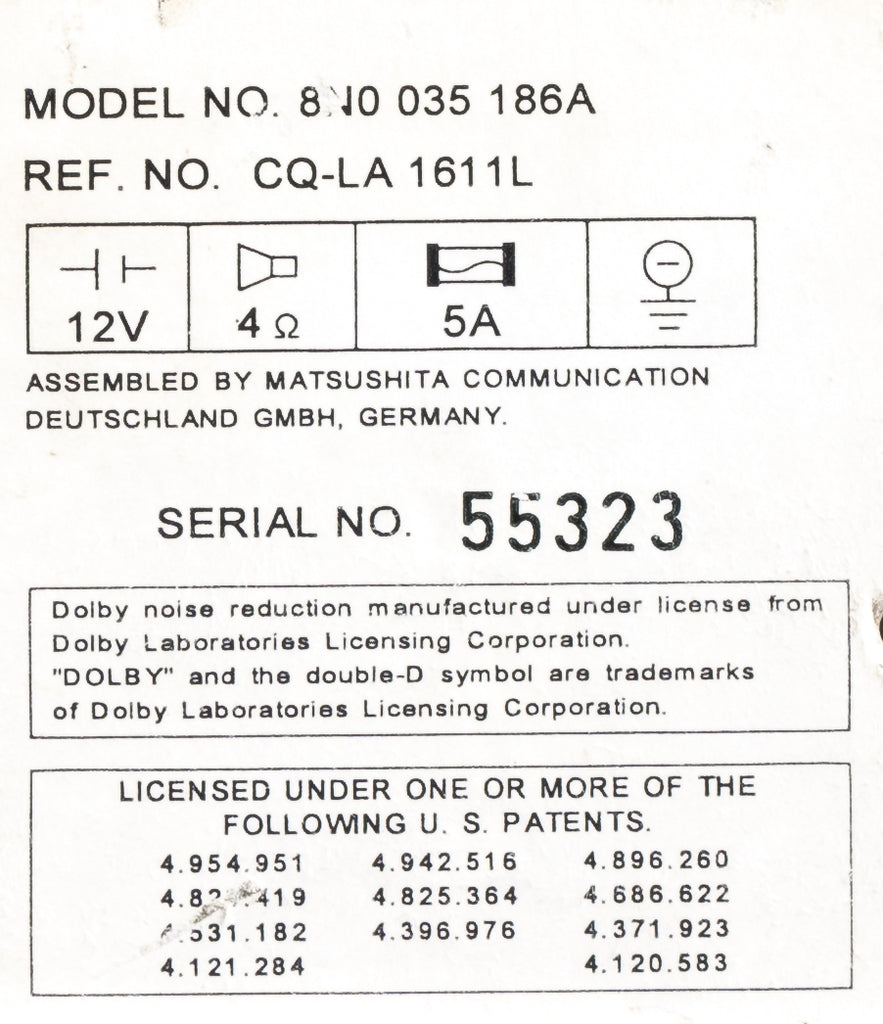 MODEL NO. 8N0 035 186A
REF. NO. CQ-LA 1611L
12V 4 Ω 5A
ASSEMBLED BY MATSUSHITA COMMUNICATION
DEUTSCHLAND GMBH, GERMANY.
SERIAL NO. 55323
Dolby noise reduction manufactured under license from
Dolby Laboratories Licensing Corporation.
"DOLBY" and the double-D symbol are trademarks
of Dolby Laboratories Licensing Corporation.
LICENSED UNDER ONE OR MORE OF THE
FOLLOWING U. S. PATENTS.
4.954.951 4.942.516 4.896.260
4.825.364 4.686.622
4.396.976 4.371.923
4.121.284 4.120.583